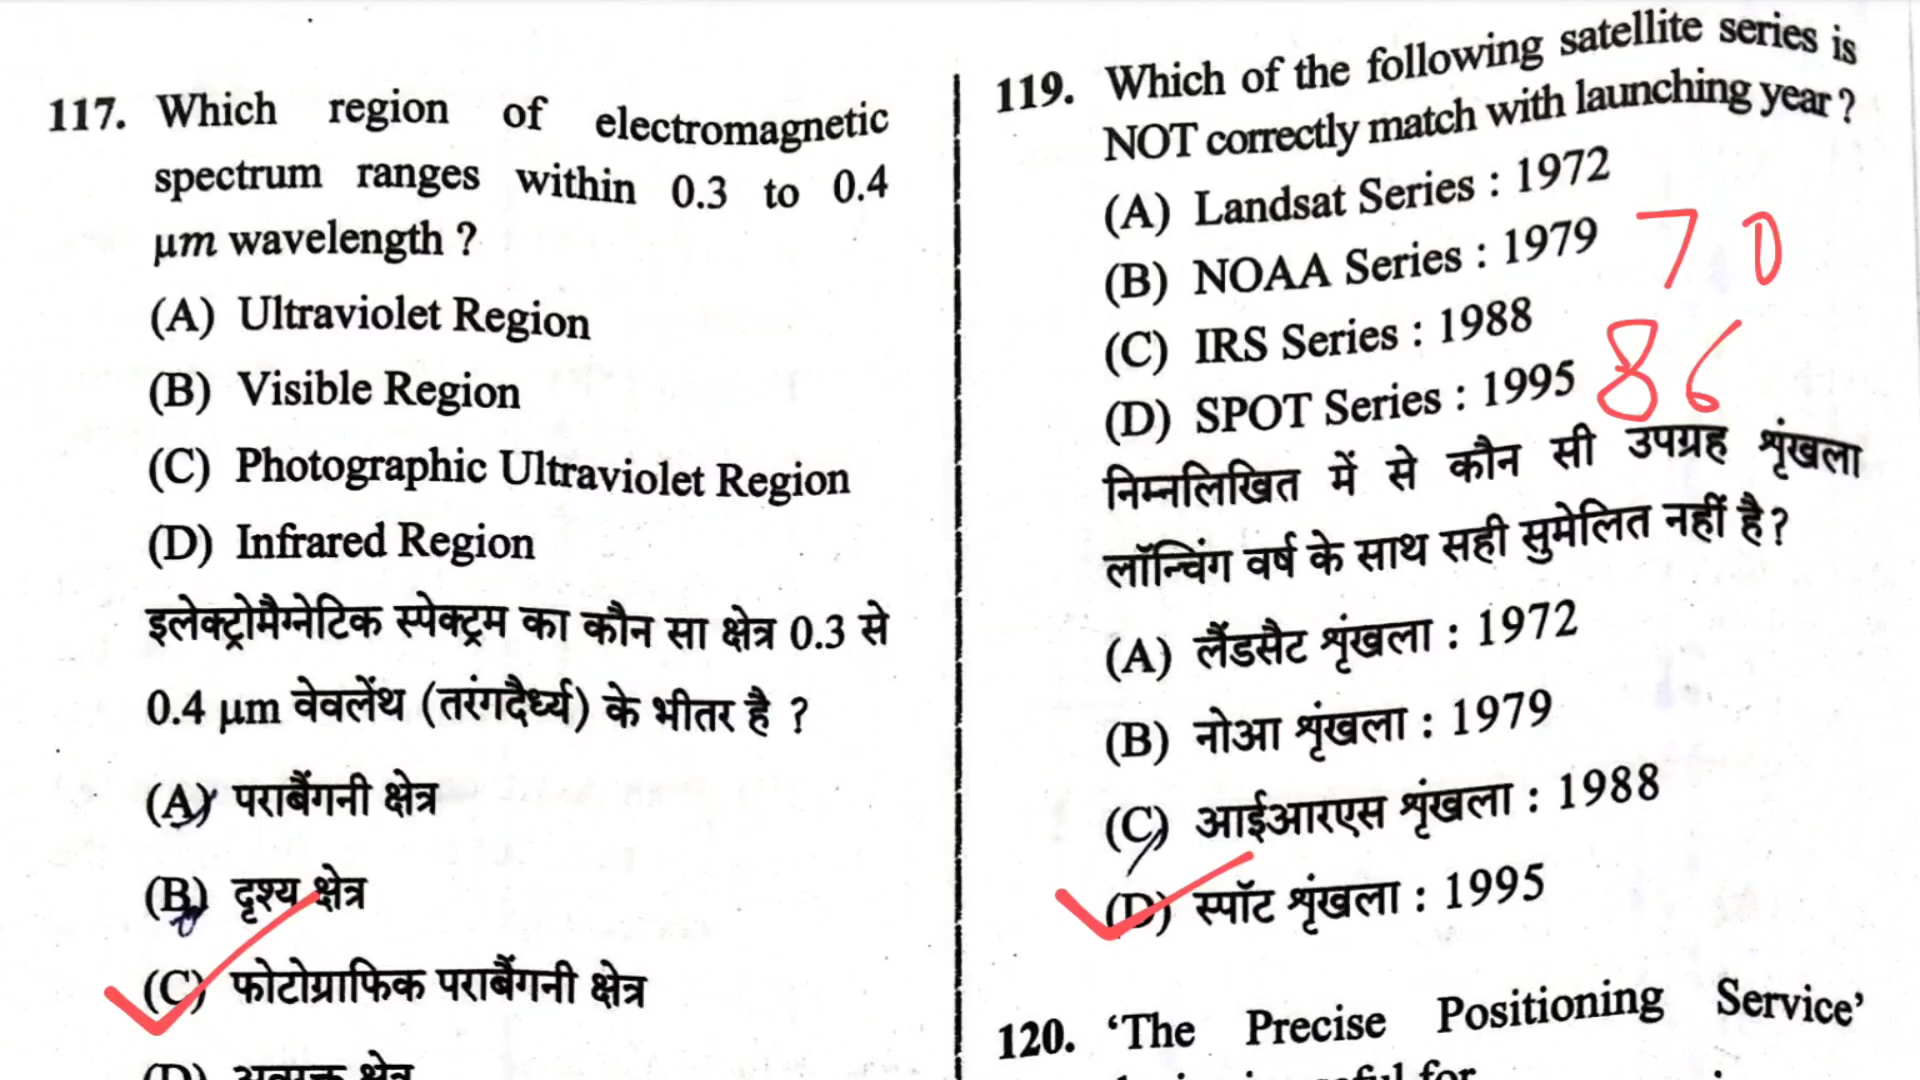 117. Which region of electromagnetic
spectrum ranges within 0.3 to 0.4
μm wavelength ?
(A) Ultraviolet Region
(B) Visible Region
(C) Photographic Ultraviolet Region
(D) Infrared Region
इलेक्ट्रोमैग्नेटिक स्पेक्ट्रम का कौन सा क्षेत्र 0.3 से
0.4 μm वेवलेंथ (तरंगदैर्ध्य) के भीतर है ?
(A) पराबैंगनी क्षेत्र
(B) दृश्य क्षेत्र
(C) फोटोग्राफिक पराबैंगनी क्षेत्र
(D) अवरक्त क्षेत्र
119. Which of the following satellite series is
NOT correctly match with launching year ?
(A) Landsat Series : 1972
(B) NOAA Series : 1979 70
(C) IRS Series : 1988
(D) SPOT Series : 1995 86
निम्नलिखित में से कौन सी उपग्रह शृंखला
लॉन्चिंग वर्ष के साथ सही सुमेलित नहीं है?
(A) लैंडसैट शृंखला : 1972
(B) नोआ शृंखला : 1979
(C) आईआरएस शृंखला : 1988
(D) स्पॉट शृंखला : 1995
120. ‘The Precise Positioning Service’
for